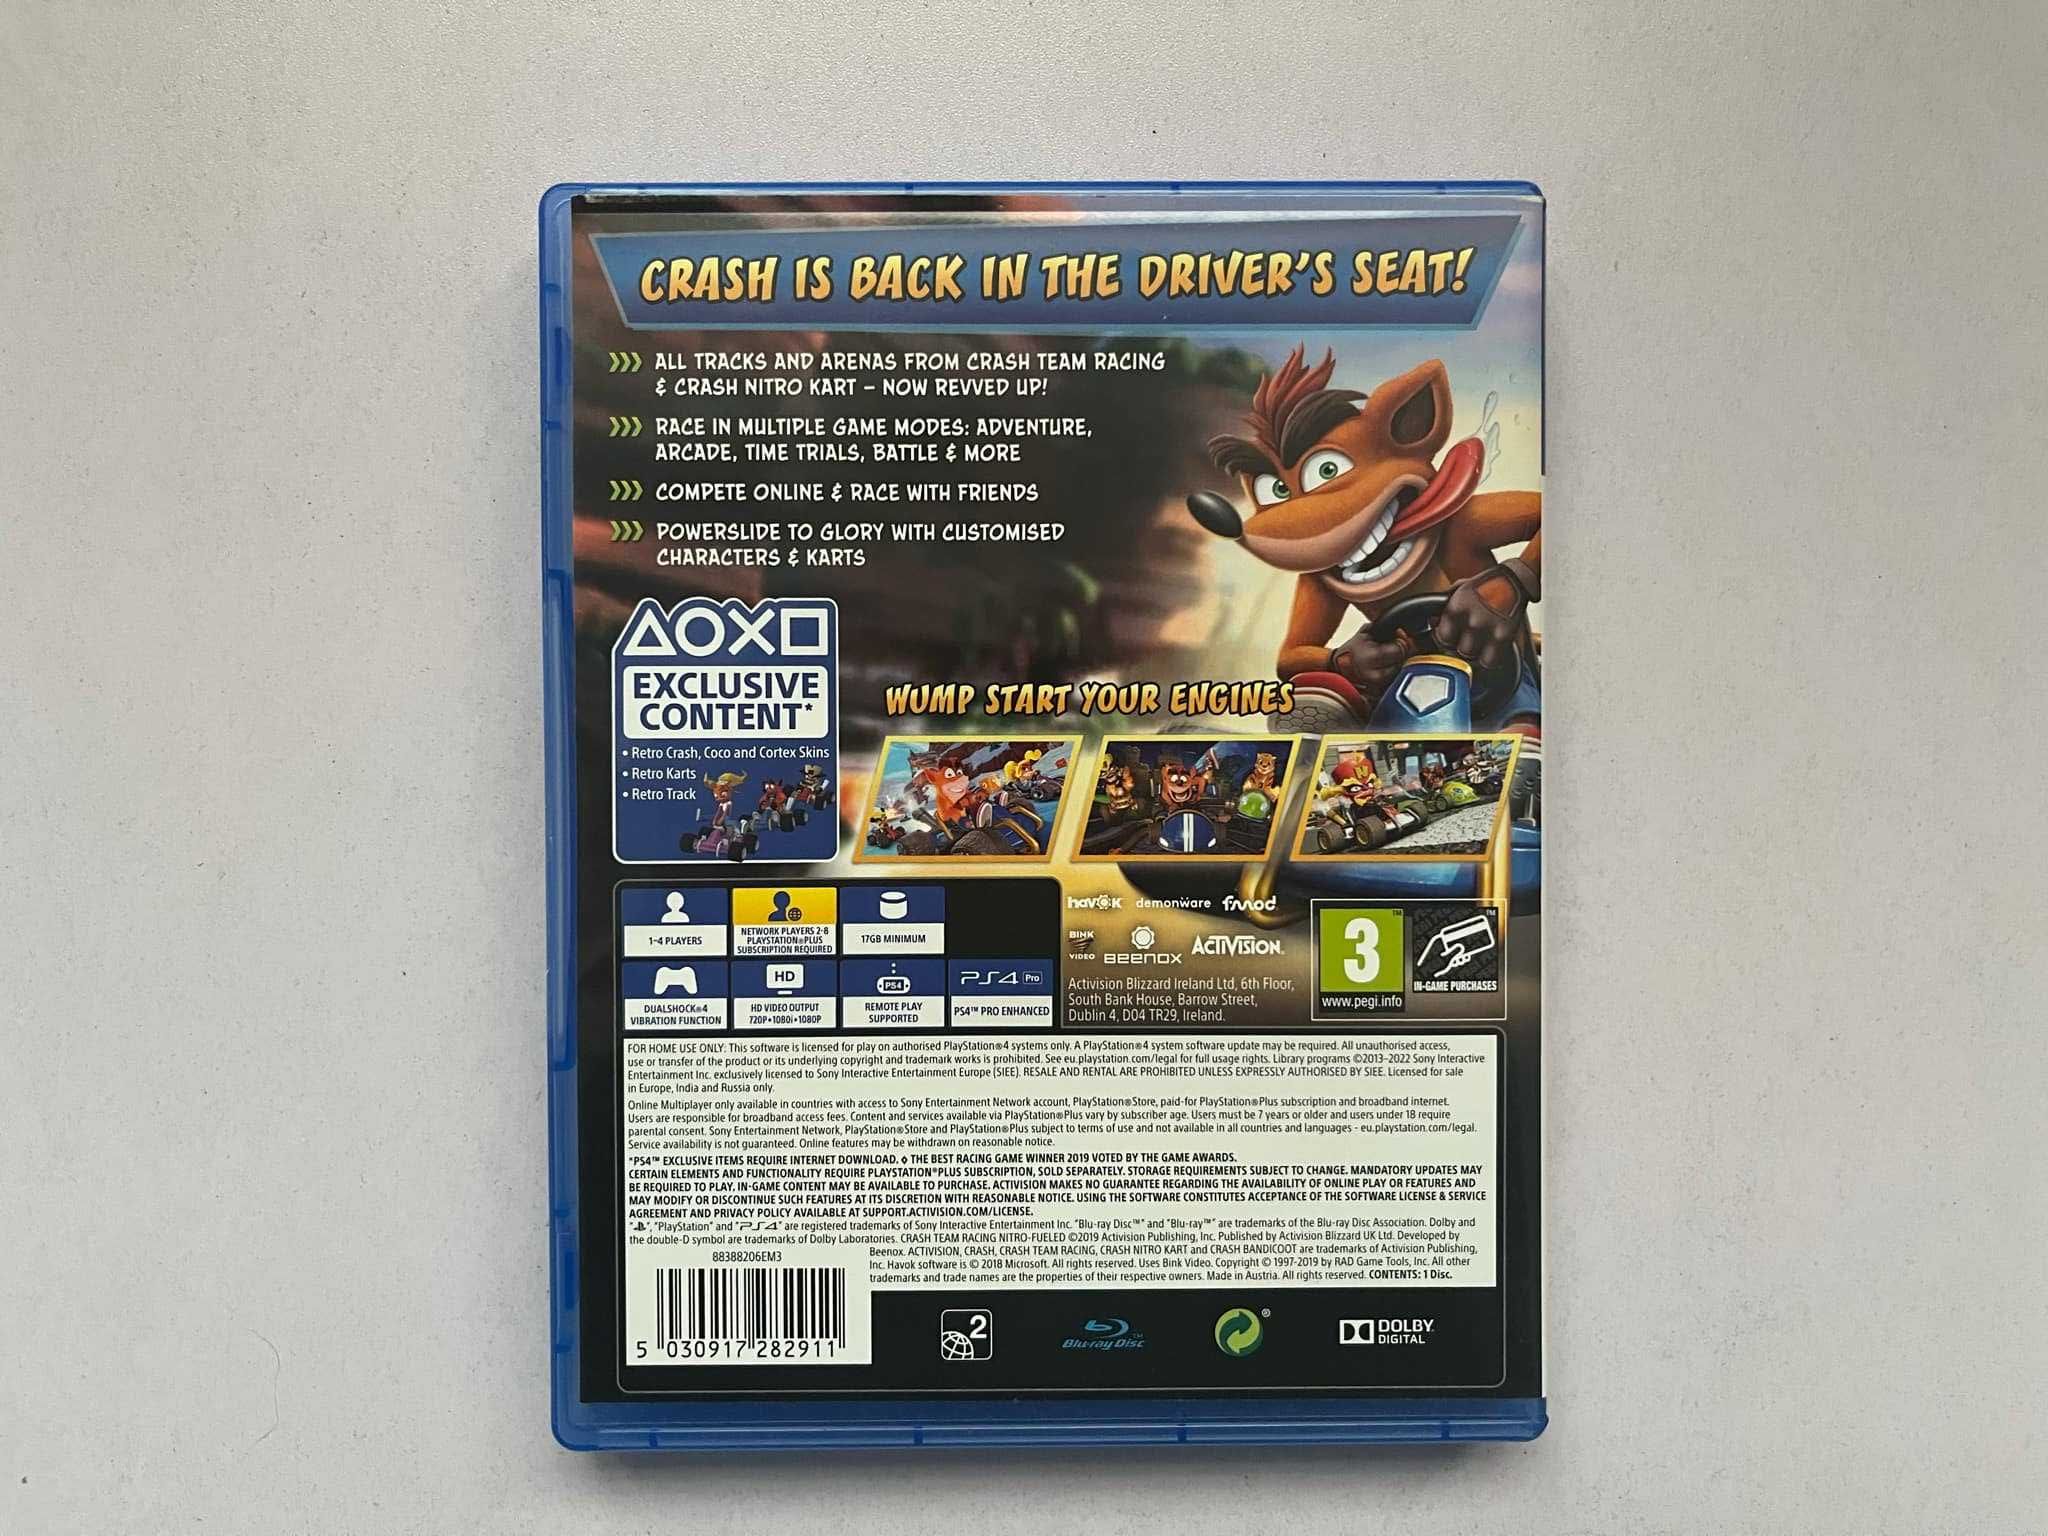 CRASH IS BACK IN THE DRIVER'S SEAT!
ALL TRACKS AND ARENAS FROM CRASH TEAM RACING
& CRASH NITRO KART – NOW REVVED UP!
RACE IN MULTIPLE GAME MODES: ADVENTURE,
ARCADE, TIME TRIALS, BATTLE & MORE
COMPETE ONLINE & RACE WITH FRIENDS
POWERSLIDE TO GLORY WITH CUSTOMISED
CHARACTERS & KARTS
EXCLUSIVE
CONTENT*
• Retro Crash, Coco and Cortex Skins
• Retro Karts
• Retro Track
WUMP START YOUR ENGINES
1-4 PLAYERS
NETWORK PLAYERS 2-8
PLAYSTATION®PLUS
SUBSCRIPTION REQUIRED
17GB MINIMUM
DUALSHOCK®4
VIBRATION FUNCTION
HD
HD VIDEO OUTPUT
720P•1080i•1080P
PS4
REMOTE PLAY
SUPPORTED
PS4 Pro
PS4™ PRO ENHANCED
havok demonware fmod
BINK
VIDEO
BEENOX
ACTIVISION.
Activision Blizzard Ireland Ltd, 6th Floor,
South Bank House, Barrow Street,
Dublin 4, D04 TR29, Ireland.
3
www.pegi.info
IN-GAME PURCHASES
FOR HOME USE ONLY: This software is licensed for play on authorised PlayStation®4 systems only. A PlayStation®4 system software update may be required. All unauthorised access,
use or transfer of the product or its underlying copyright and trademark works is prohibited. See eu.playstation.com/legal for full usage rights. Library programs ©2013-2022 Sony Interactive
Entertainment Inc. exclusively licensed to Sony Interactive Entertainment Europe (SIEE). RESALE AND RENTAL ARE PROHIBITED UNLESS EXPRESSLY AUTHORISED BY SIEE. Licensed for sale
in Europe, India and Russia only.
Online Multiplayer only available in countries with access to Sony Entertainment Network account, PlayStation®Store, paid-for PlayStation®Plus subscription and broadband internet.
Users are responsible for broadband access fees. Content and services available via PlayStation®Plus vary by subscriber age. Users must be 7 years or older and users under 18 require
parental consent. Sony Entertainment Network, PlayStation®Store and PlayStation®Plus subject to terms of use and not available in all countries and languages - eu.playstation.com/legal.
Service availability is not guaranteed. Online features may be withdrawn on reasonable notice.
*PS4™ EXCLUSIVE ITEMS REQUIRE INTERNET DOWNLOAD. ◊ THE BEST RACING GAME WINNER 2019 VOTED BY THE GAME AWARDS.
CERTAIN ELEMENTS AND FUNCTIONALITY REQUIRE PLAYSTATION®PLUS SUBSCRIPTION, SOLD SEPARATELY. STORAGE REQUIREMENTS SUBJECT TO CHANGE. MANDATORY UPDATES MAY
BE REQUIRED TO PLAY. IN-GAME CONTENT MAY BE AVAILABLE TO PURCHASE. ACTIVISION MAKES NO GUARANTEE REGARDING THE AVAILABILITY OF ONLINE PLAY OR FEATURES AND
MAY MODIFY OR DISCONTINUE SUCH FEATURES AT ITS DISCRETION WITH REASONABLE NOTICE. USING THE SOFTWARE CONSTITUTES ACCEPTANCE OF THE SOFTWARE LICENSE & SERVICE
AGREEMENT AND PRIVACY POLICY AVAILABLE AT SUPPORT.ACTIVISION.COM/LICENSE.
"", "PlayStation" and "PS4" are registered trademarks of Sony Interactive Entertainment Inc. "Blu-ray Disc™" and "Blu-ray™" are trademarks of the Blu-ray Disc Association. Dolby and
the double-D symbol are trademarks of Dolby Laboratories. CRASH TEAM RACING NITRO-FUELED ©2019 Activision Publishing, Inc. Published by Activision Blizzard UK Ltd. Developed by
Beenox. ACTIVISION, CRASH, CRASH TEAM RACING, CRASH NITRO KART and CRASH BANDICOOT are trademarks of Activision Publishing,
Inc. Havok software is © 2018 Microsoft. All rights reserved. Uses Bink Video. Copyright © 1997-2019 by RAD Game Tools, Inc. All other
trademarks and trade names are the properties of their respective owners. Made in Austria. All rights reserved. CONTENTS: 1 Disc.
88388206EM3
5 030917 282911
2
Blu-ray Disc™
®
DOLBY
DIGITAL